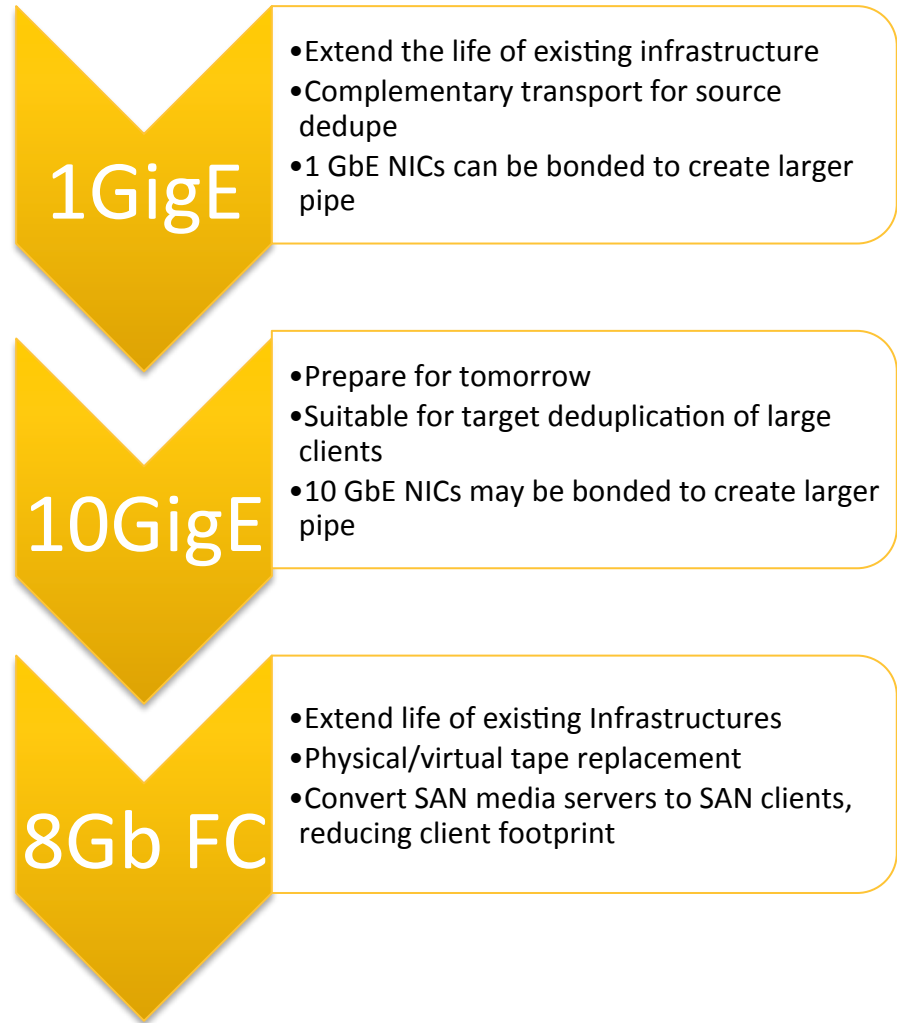 1GigE
•Extend the life of existing infrastructure
•Complementary transport for source
dedupe
•1 GbE NICs can be bonded to create larger
pipe
10GigE
•Prepare for tomorrow
•Suitable for target deduplication of large
clients
•10 GbE NICs may be bonded to create larger
pipe
8Gb FC
•Extend life of existing Infrastructures
•Physical/virtual tape replacement
•Convert SAN media servers to SAN clients,
reducing client footprint